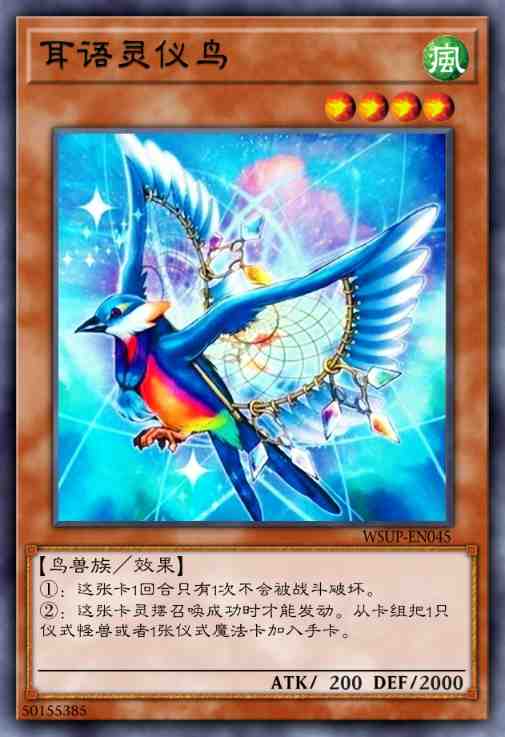 耳语灵仪鸟
風
WSUP-EN045
【鸟兽族／效果】
①：这张卡1回合只有1次不会被战斗破坏。
②：这张卡灵摆召唤成功时才能发动。从卡组把1只
仪式怪兽或者1张仪式魔法卡加入手卡。
ATK/ 200 DEF/2000
50155385